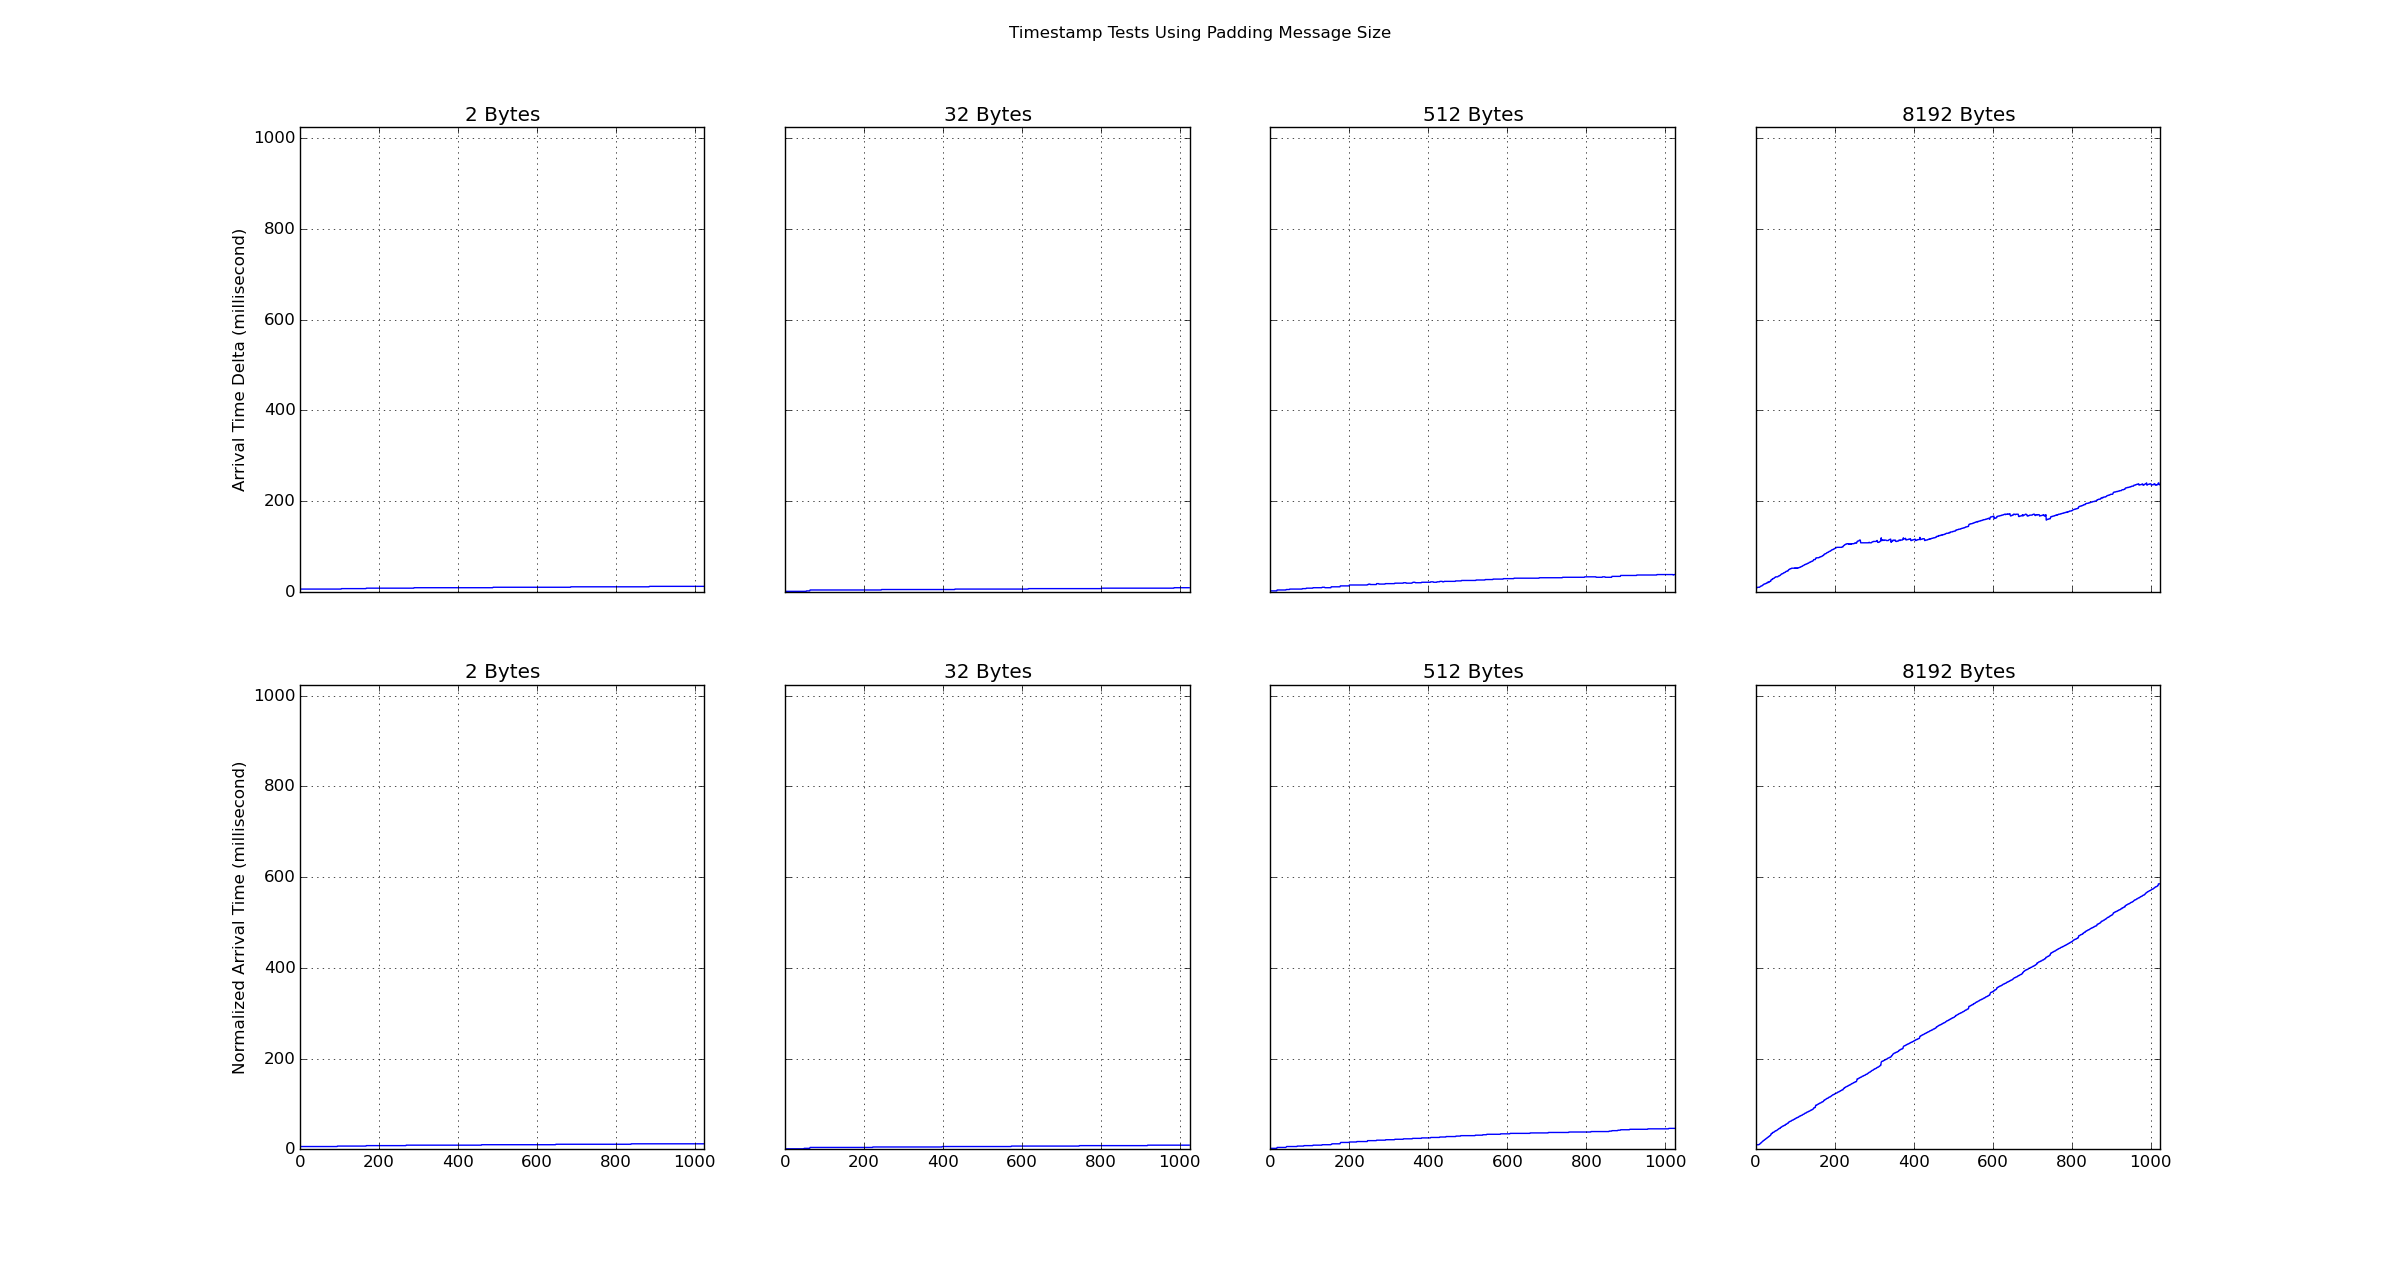 Timestamp Tests Using Padding Message Size
2 Bytes
32 Bytes
512 Bytes
8192 Bytes
Arrival Time Delta (millisecond)
1000
800
600
400
200
0
2 Bytes
32 Bytes
512 Bytes
8192 Bytes
Normalized Arrival Time (millisecond)
1000
800
600
400
200
0
0 200 400 600 800 1000
0 200 400 600 800 1000
0 200 400 600 800 1000
0 200 400 600 800 1000